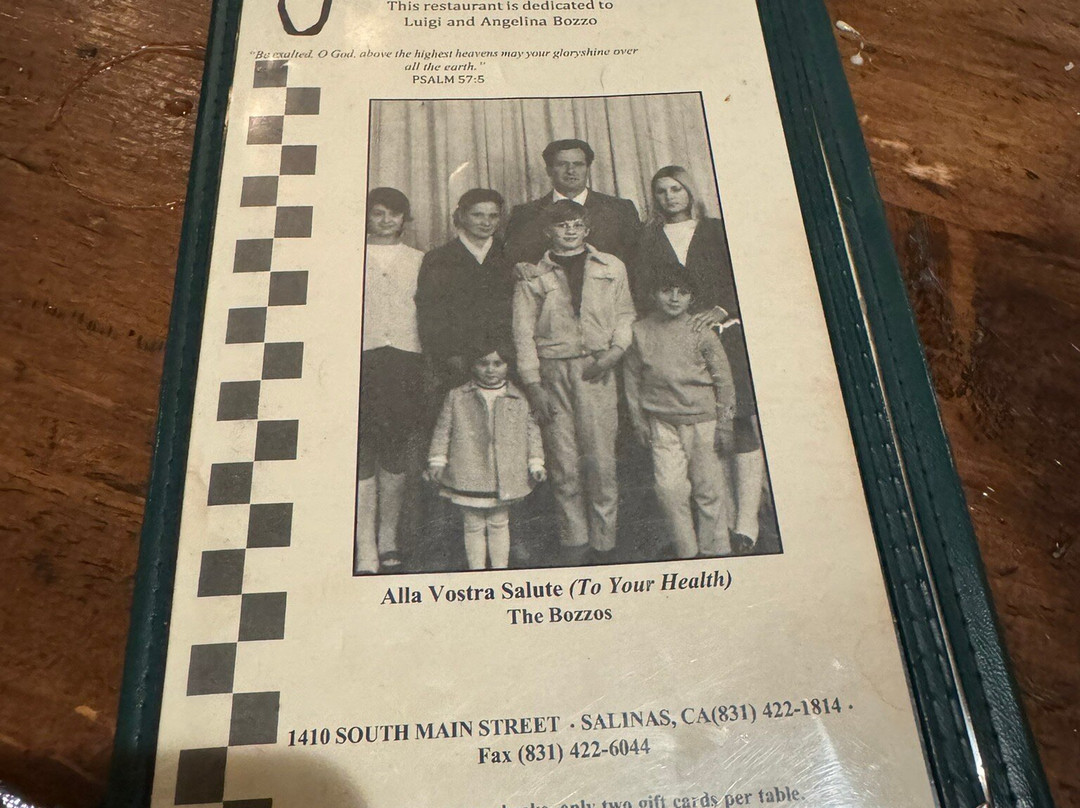 This restaurant is dedicated to
Luigi and Angelina Bozzo
"Be exalted, O God, above the highest heavens may your gloryshine over
all the earth."
PSALM 57:5
Alla Vostra Salute (To Your Health)
The Bozzos
1410 SOUTH MAIN STREET · SALINAS, CA(831) 422-1814 ·
Fax (831) 422-6044
only two gift cards per table.